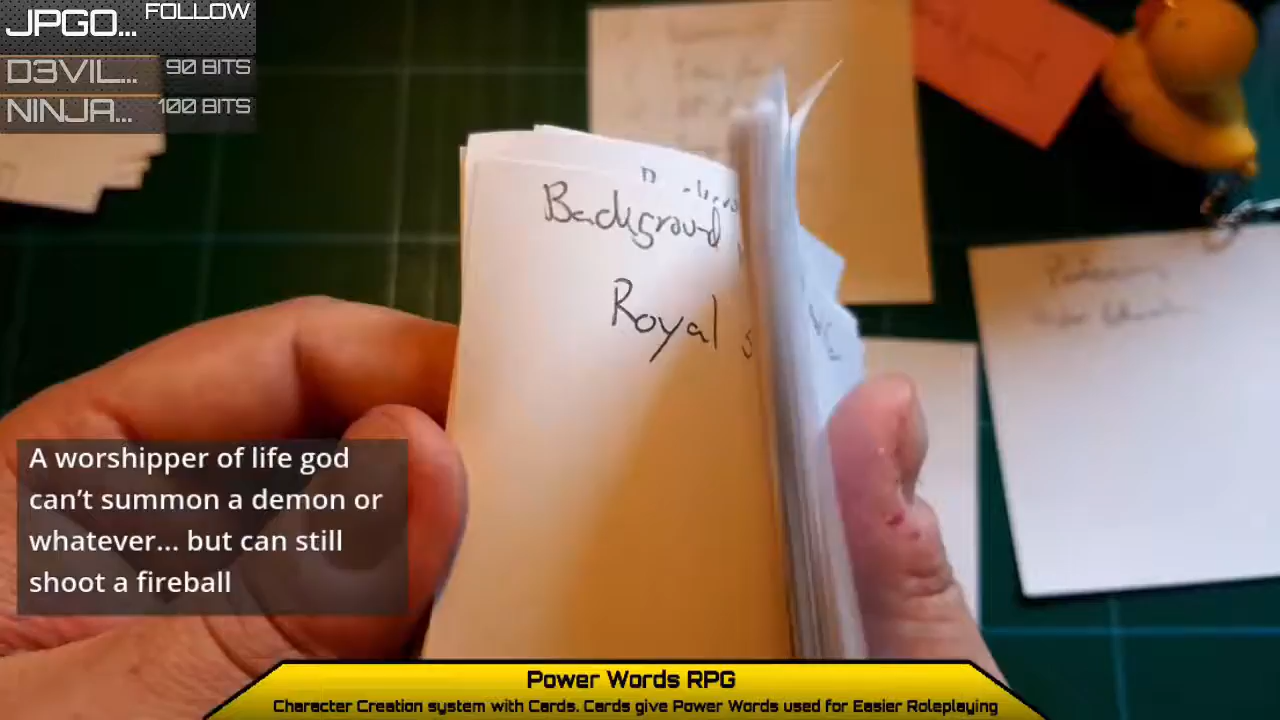 JPGO... FOLLOW
D3VIL... 90 BITS
NINJA... 100 BITS
Background
Royal s
A worshipper of life god
can't summon a demon or
whatever... but can still
shoot a fireball
Power Words RPG
Character Creation system with Cards. Cards give Power Words used for Easier Roleplaying